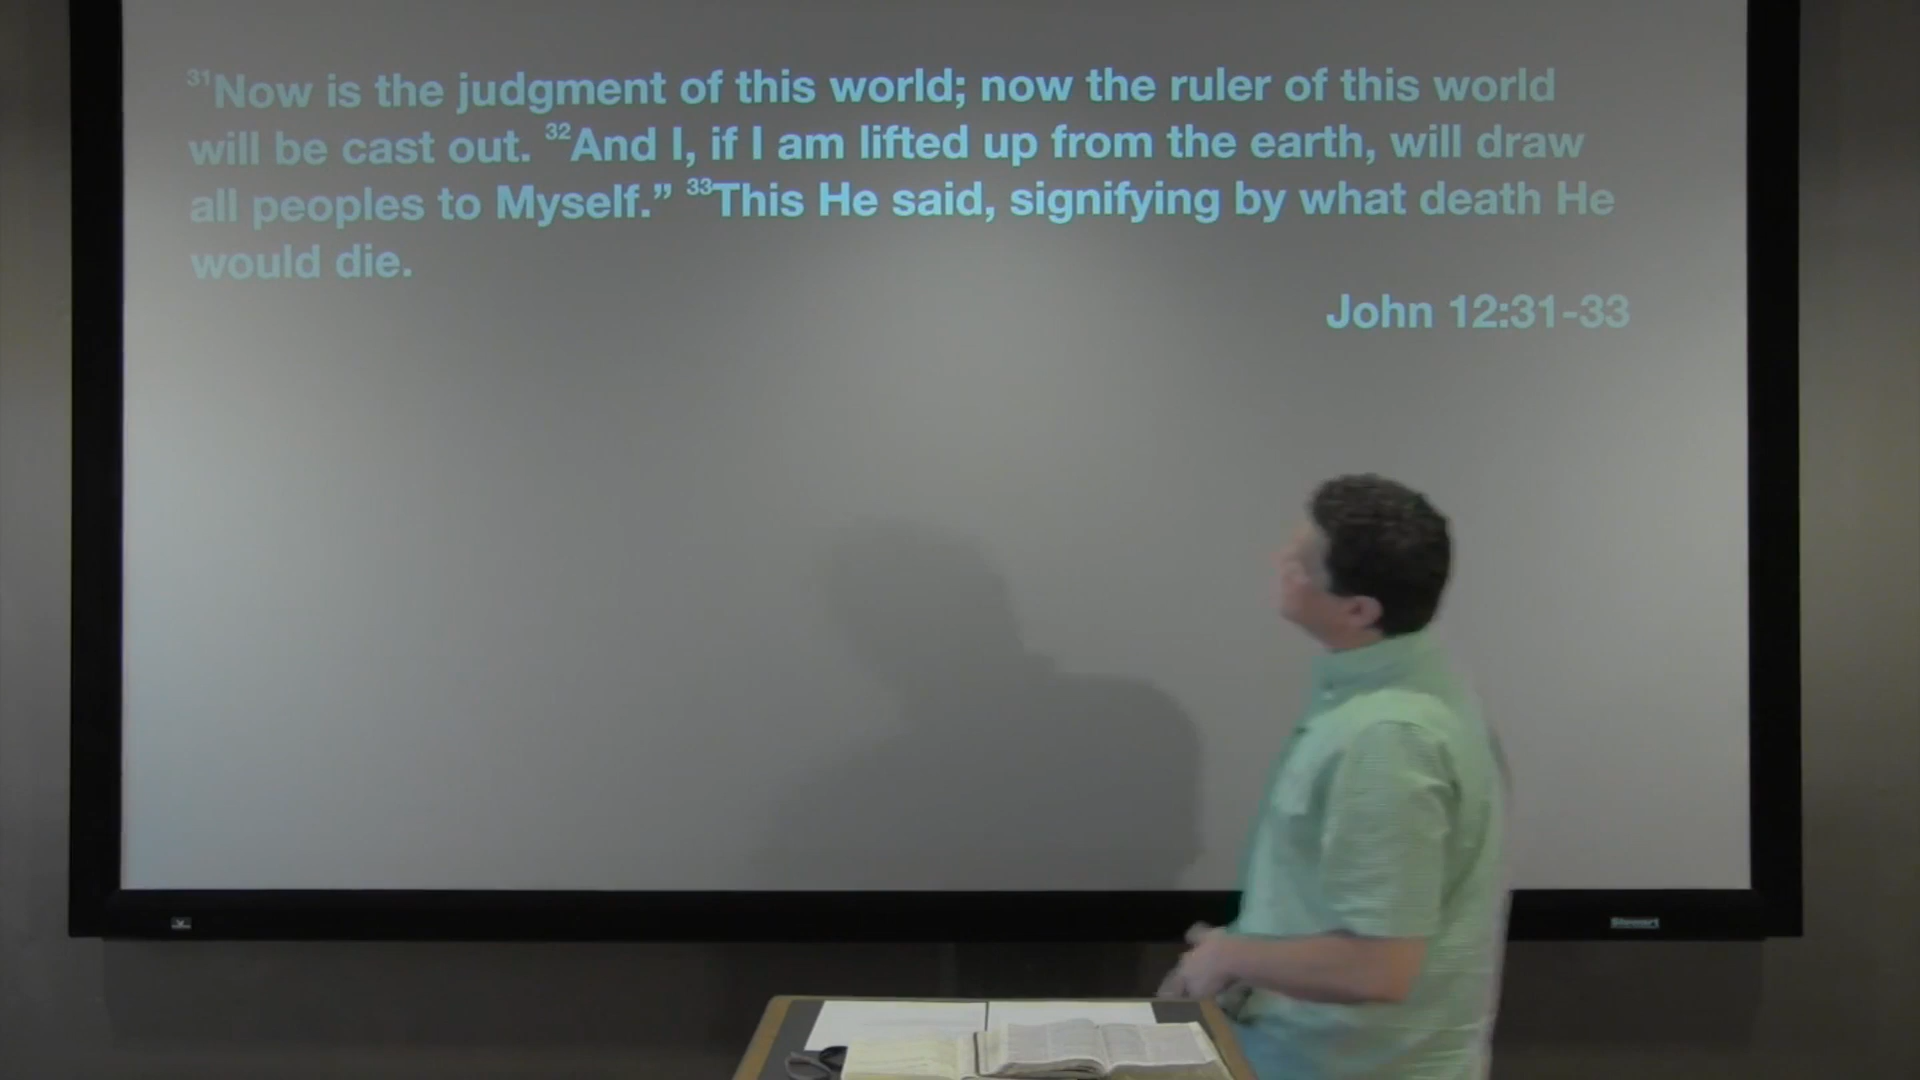 ³¹Now is the judgment of this world; now the ruler of this world
will be cast out. ³²And I, if I am lifted up from the earth, will draw
all peoples to Myself.” ³³This He said, signifying by what death He
would die.
John 12:31-33
Stewart